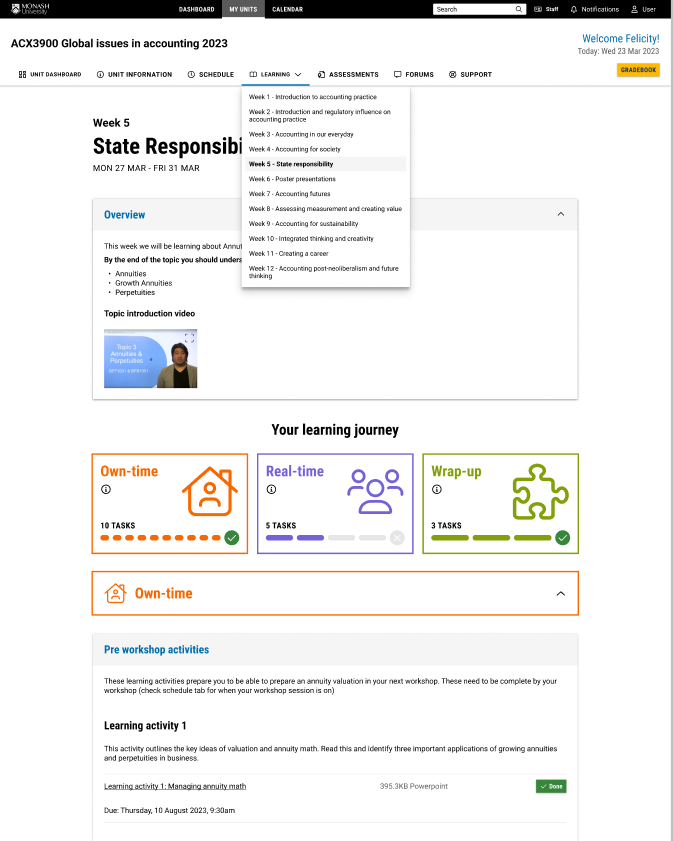 MONASH
University
DASHBOARD
MY UNITS
CALENDAR
Search
Staff
Notifications
User
ACX3900 Global issues in accounting 2023
Welcome Felicity!
Today: Wed 23 Mar 2023
GRADEBOOK
UNIT DASHBOARD
UNIT INFORMATION
SCHEDULE
LEARNING
ASSESSMENTS
FORUMS
SUPPORT
Week 1 - Introduction to accounting practice
Week 2 - Introduction and regulatory influence on
accounting practice
Week 3 - Accounting in our everyday
Week 4 - Accounting for society
Week 5 - State responsibility
Week 6 - Poster presentations
Week 7 - Accounting futures
Week 8 - Assessing measurement and creating value
Week 9 - Accounting for sustainability
Week 10 - Integrated thinking and creativity
Week 11 - Creating a career
Week 12 - Accounting post-neoliberalism and future
thinking
Week 5
State Responsibi
MON 27 MAR - FRI 31 MAR
Overview
This week we will be learning about Annui
By the end of the topic you should unders
• Annuities
• Growth Annuities
• Perpetuities
Topic introduction video
Topic 3
Annuities &
Perpetuities
Your learning journey
Own-time
10 TASKS
Real-time
5 TASKS
Wrap-up
3 TASKS
Own-time
Pre workshop activities
These learning activities prepare you to be able to prepare an annuity valuation in your next workshop. These need to be complete by your
workshop (check schedule tab for when your workshop session is on)
Learning activity 1
This activity outlines the key ideas of valuation and annuity math. Read this and identify three important applications of growing annuities
and perpetuities in business.
Learning activity 1: Managing annuity math
395.3KB Powerpoint
Done
Due: Thursday, 10 August 2023, 9:30am